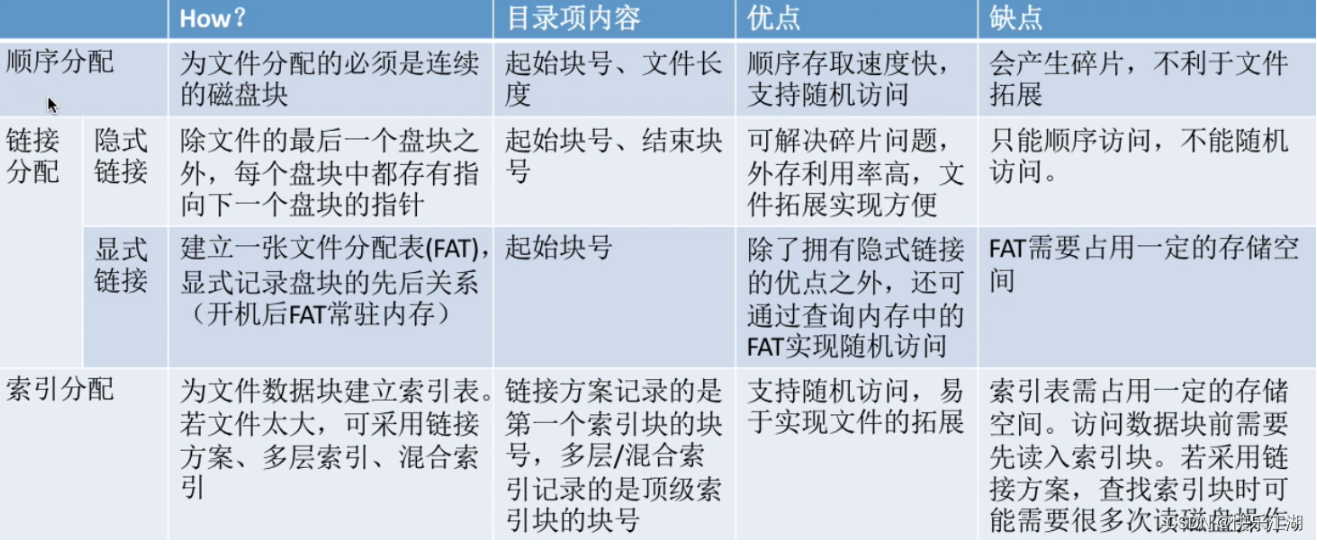 How?
目录项内容
优点
缺点
顺序分配
为文件分配的必须是连续
的磁盘块
起始块号、文件长
度
顺序存取速度快，
支持随机访问
会产生碎片，不利于文件
拓展
链接
分配
隐式
链接
除文件的最后一个盘块之
外，每个盘块中都存有指
向下一个盘块的指针
起始块号、结束块
号
可解决碎片问题，
外存利用率高，文
件拓展实现方便
只能顺序访问，不能随机
访问。
显式
链接
建立一张文件分配表(FAT)，
显式记录盘块的先后关系
（开机后FAT常驻内存）
起始块号
除了拥有隐式链接
的优点之外，还可
通过查询内存中的
FAT实现随机访问
FAT需要占用一定的存储空
间
索引分配
为文件数据块建立索引表。
若文件太大，可采用链接
方案、多层索引、混合索
引
链接方案记录的是
第一个索引块的块
号，多层/混合索
引记录的是顶级索
引块的块号
支持随机访问，易
于实现文件的拓展
索引表需占用一定的存储
空间。访问数据块前需要
先读入索引块。若采用链
接方案，查找索引块时可
能需要很多次读磁盘操作